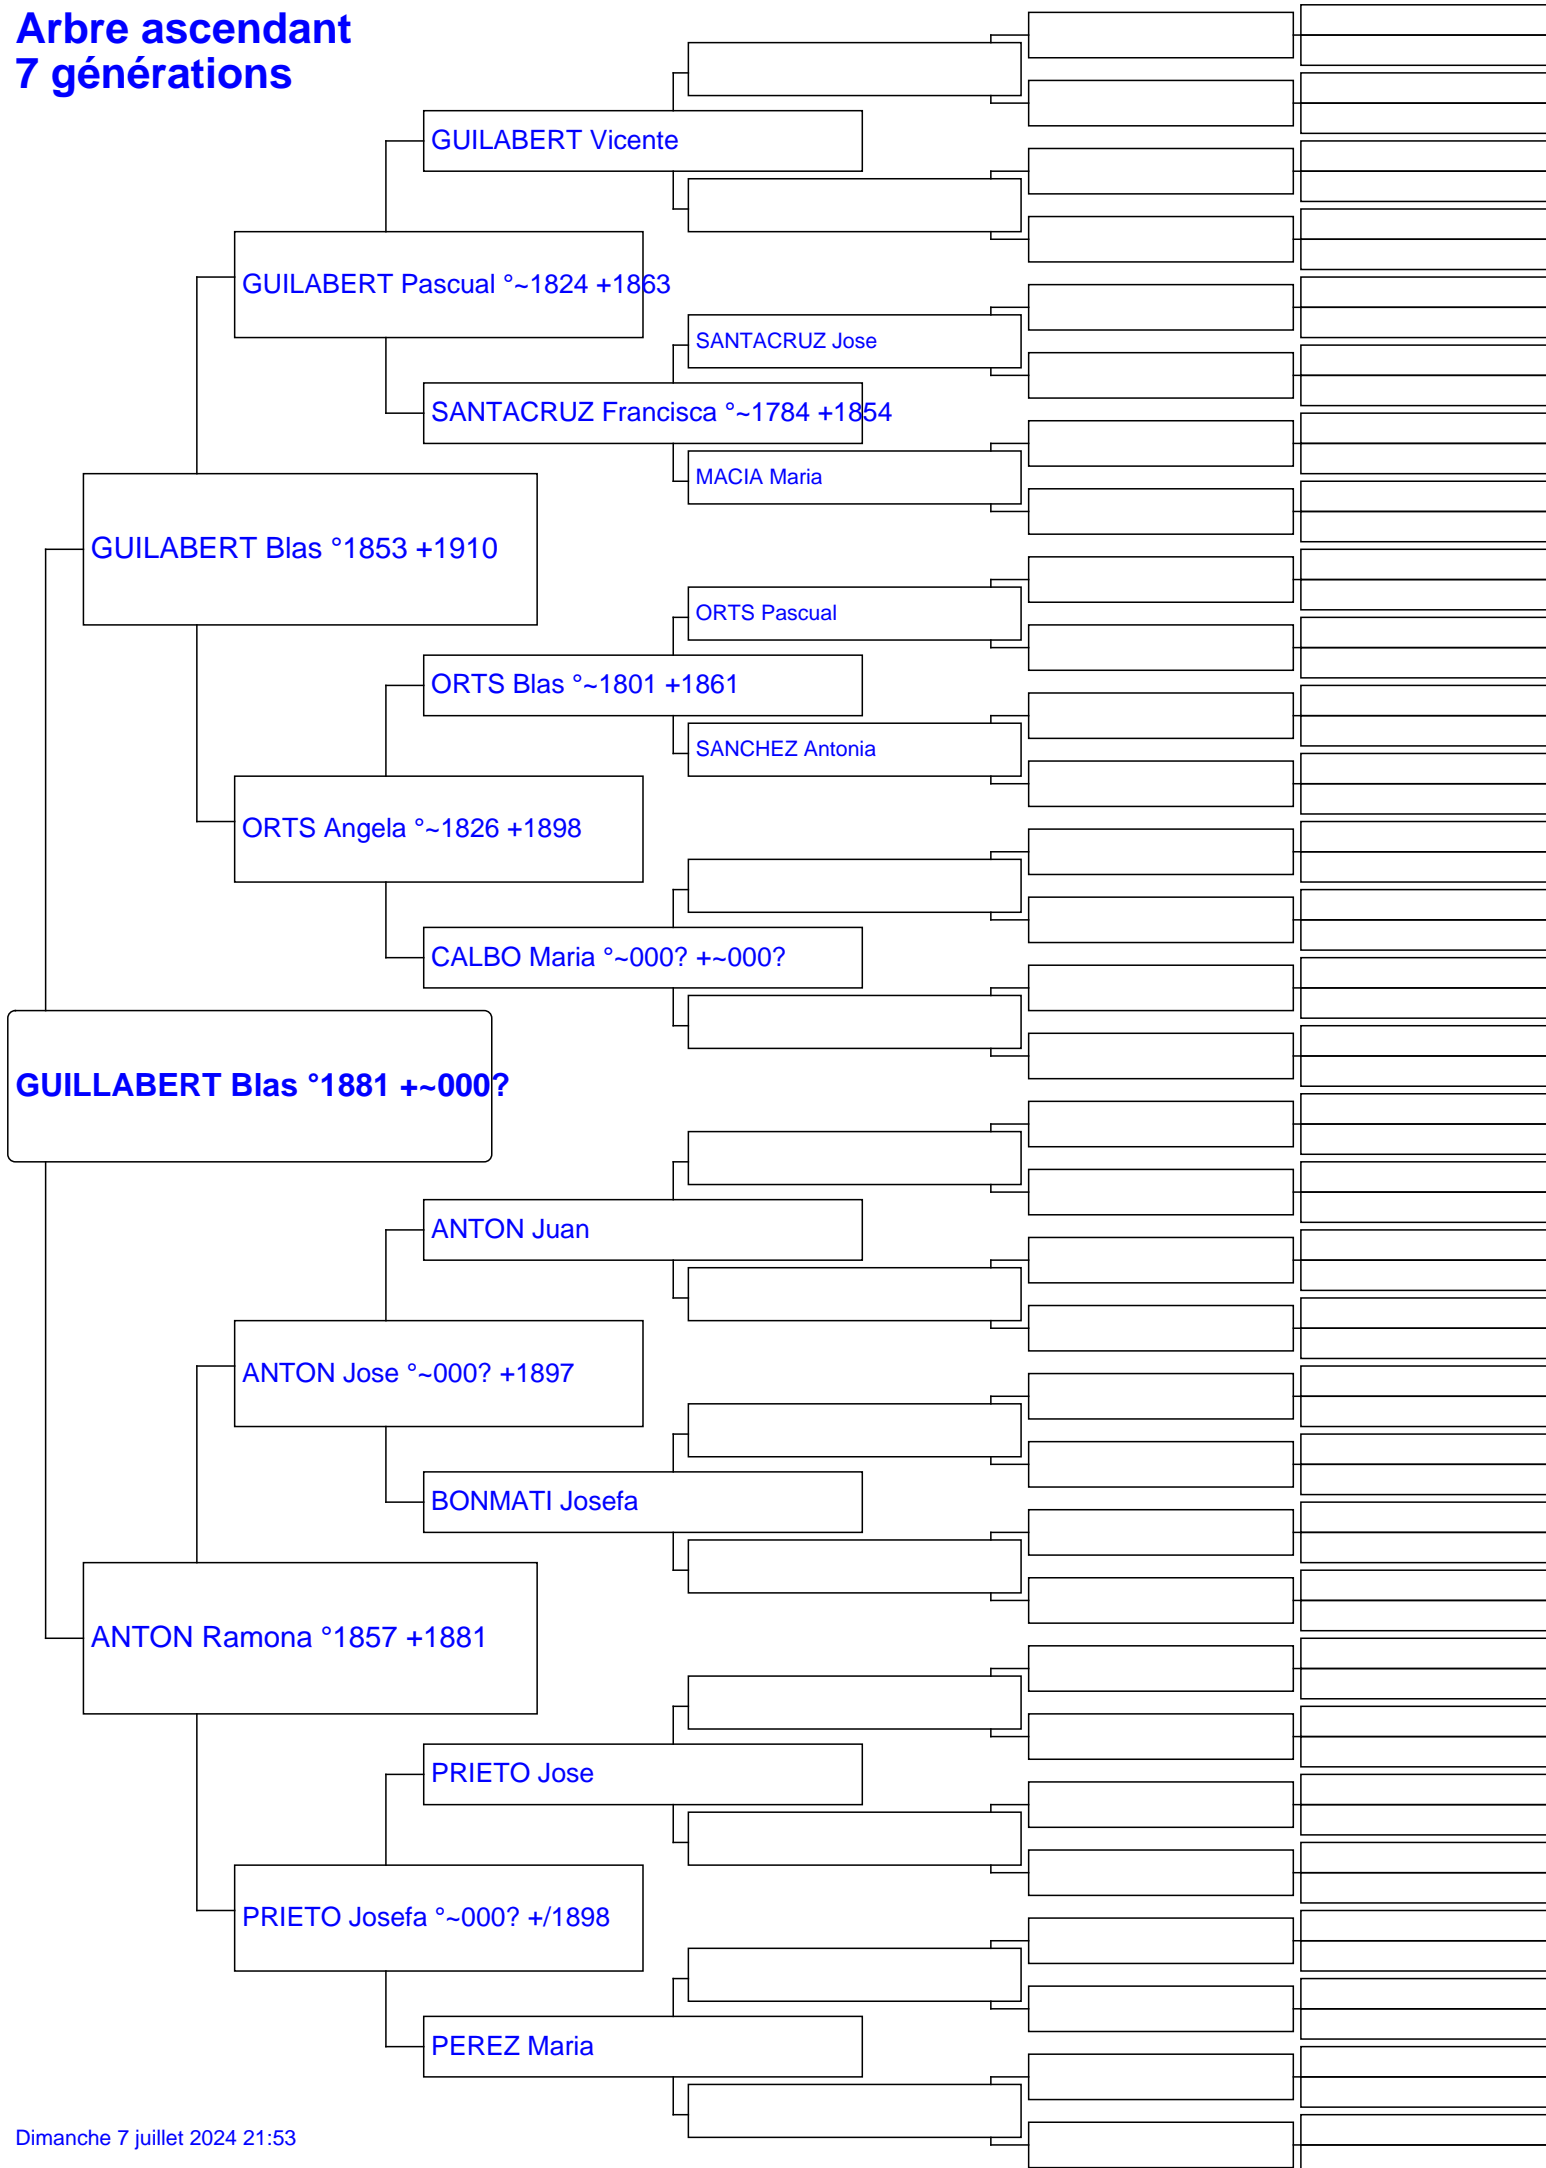 Arbre ascendant
7 générations
GUILABERT Vicente
GUILABERT Pascual °~1824 +1863
SANTACRUZ Jose
SANTACRUZ Francisca °~1784 +1854
MACIA Maria
GUILABERT Blas °1853 +1910
ORTS Pascual
ORTS Blas °~1801 +1861
SANCHEZ Antonia
ORTS Angela °~1826 +1898
CALBO Maria °~000? +~000?
GUILLABERT Blas °1881 +~000?
ANTON Juan
ANTON Jose °~000? +1897
BONMATI Josefa
ANTON Ramona °1857 +1881
PRIETO Jose
PRIETO Josefa °~000? +/1898
PEREZ Maria
Dimanche 7 juillet 2024 21:53